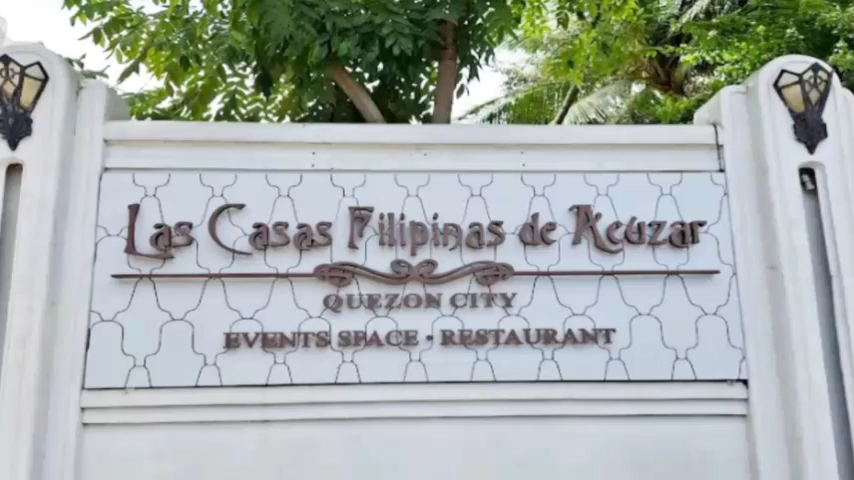 Las Casas Filipinas de Acuzar
QUEZON CITY
EVENTS SPACE • RESTAURANT